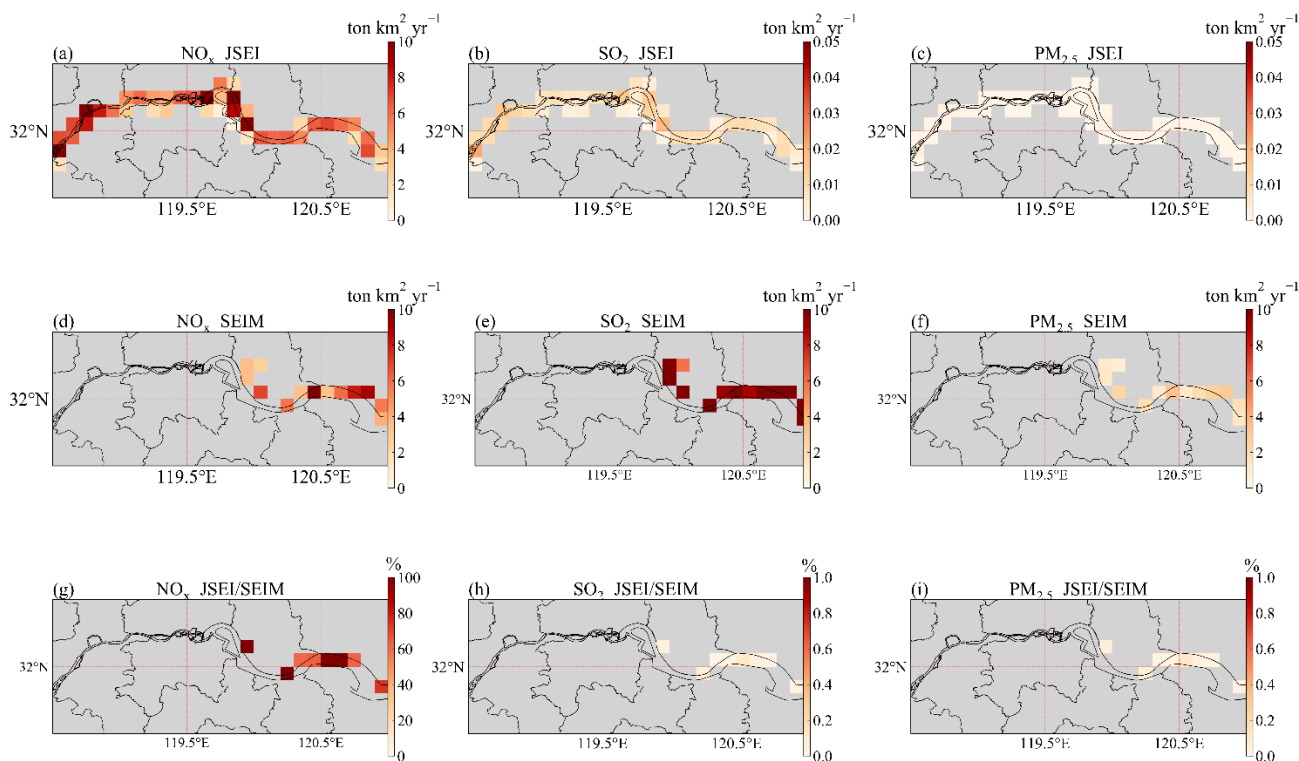 ton km² yr⁻¹ ton km² yr⁻¹ ton km² yr⁻¹
(a) NOₓ JSEI 10 (b) SO₂ JSEI 0.05 (c) PM₂.₅ JSEI 0.05
8 0.04 0.04
6 0.03 0.03
32°N 4 32°N 0.02 32°N 0.02
2 0.01 0.01
0 0.00 0.00
119.5°E 120.5°E 119.5°E 120.5°E 119.5°E 120.5°E
ton km² yr⁻¹ ton km² yr⁻¹ ton km² yr⁻¹
(d) NOₓ SEIM 10 (e) SO₂ SEIM 10 (f) PM₂.₅ SEIM 10
8 8 8
6 6 6
32°N 4 32°N 4 32°N 4
2 2 2
0 0 0
119.5°E 120.5°E 119.5°E 120.5°E 119.5°E 120.5°E
% % %
(g) NOₓ JSEI/SEIM 100 (h) SO₂ JSEI/SEIM 1.0 (i) PM₂.₅ JSEI/SEIM 1.0
80 0.8 0.8
60 0.6 0.6
32°N 40 32°N 0.4 32°N 0.4
20 0.2 0.2
0 0.0 0.0
119.5°E 120.5°E 119.5°E 120.5°E 119.5°E 120.5°E